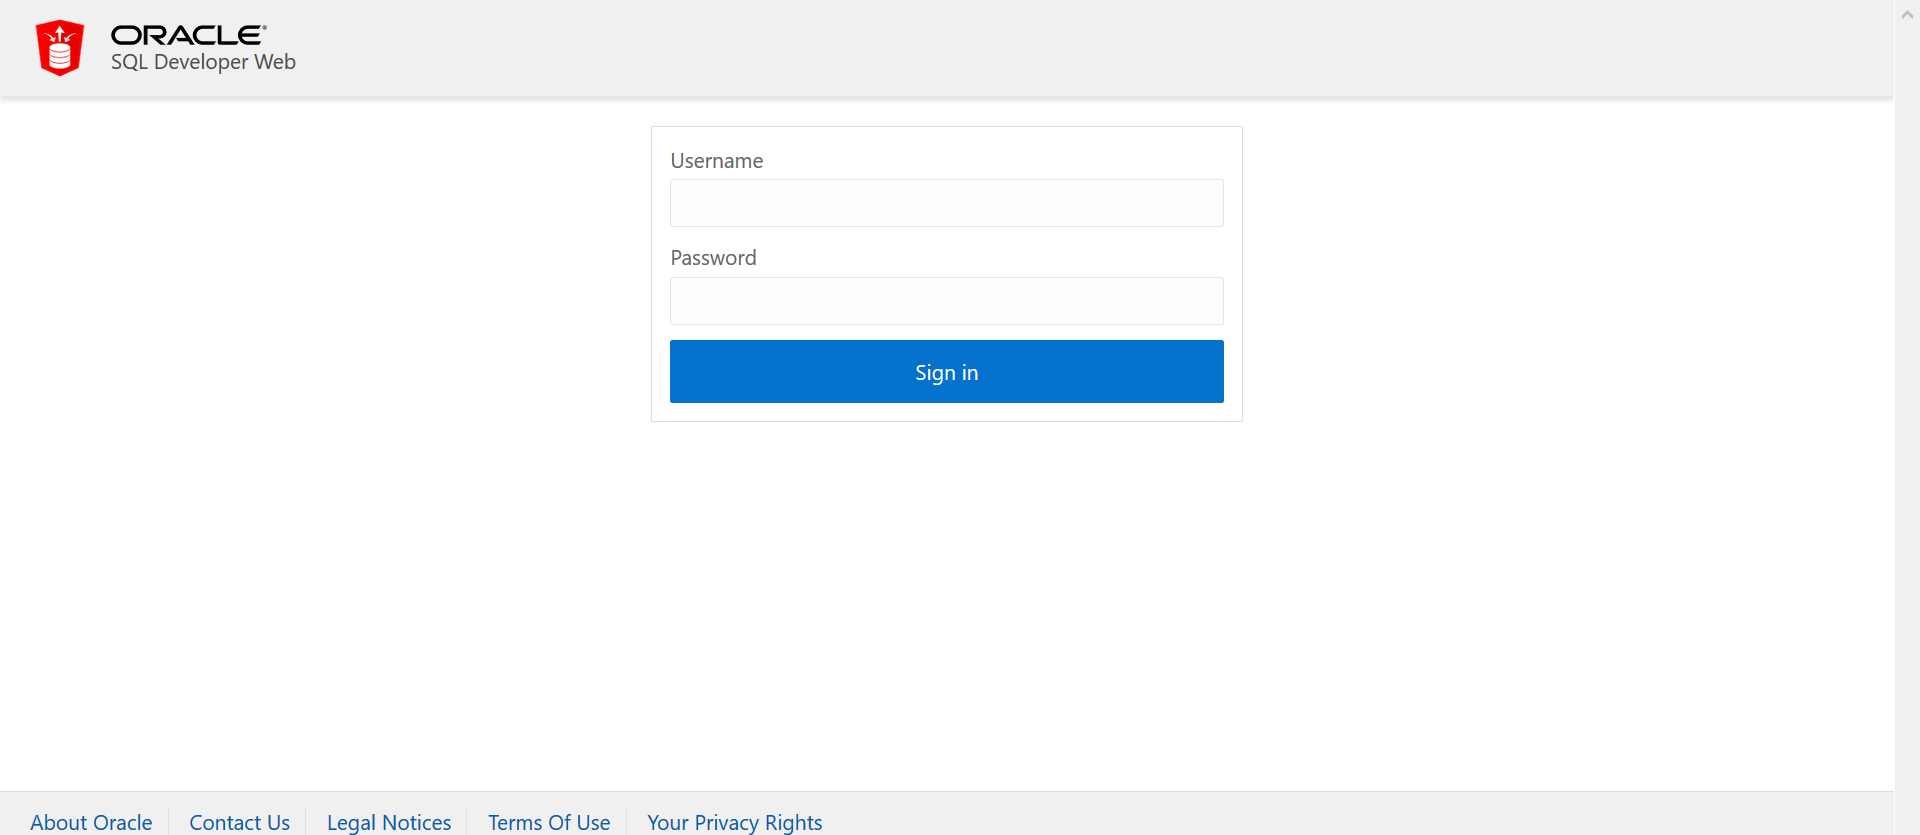 ORACLE®
SQL Developer Web
Username
Password
Sign in
About Oracle
Contact Us
Legal Notices
Terms Of Use
Your Privacy Rights